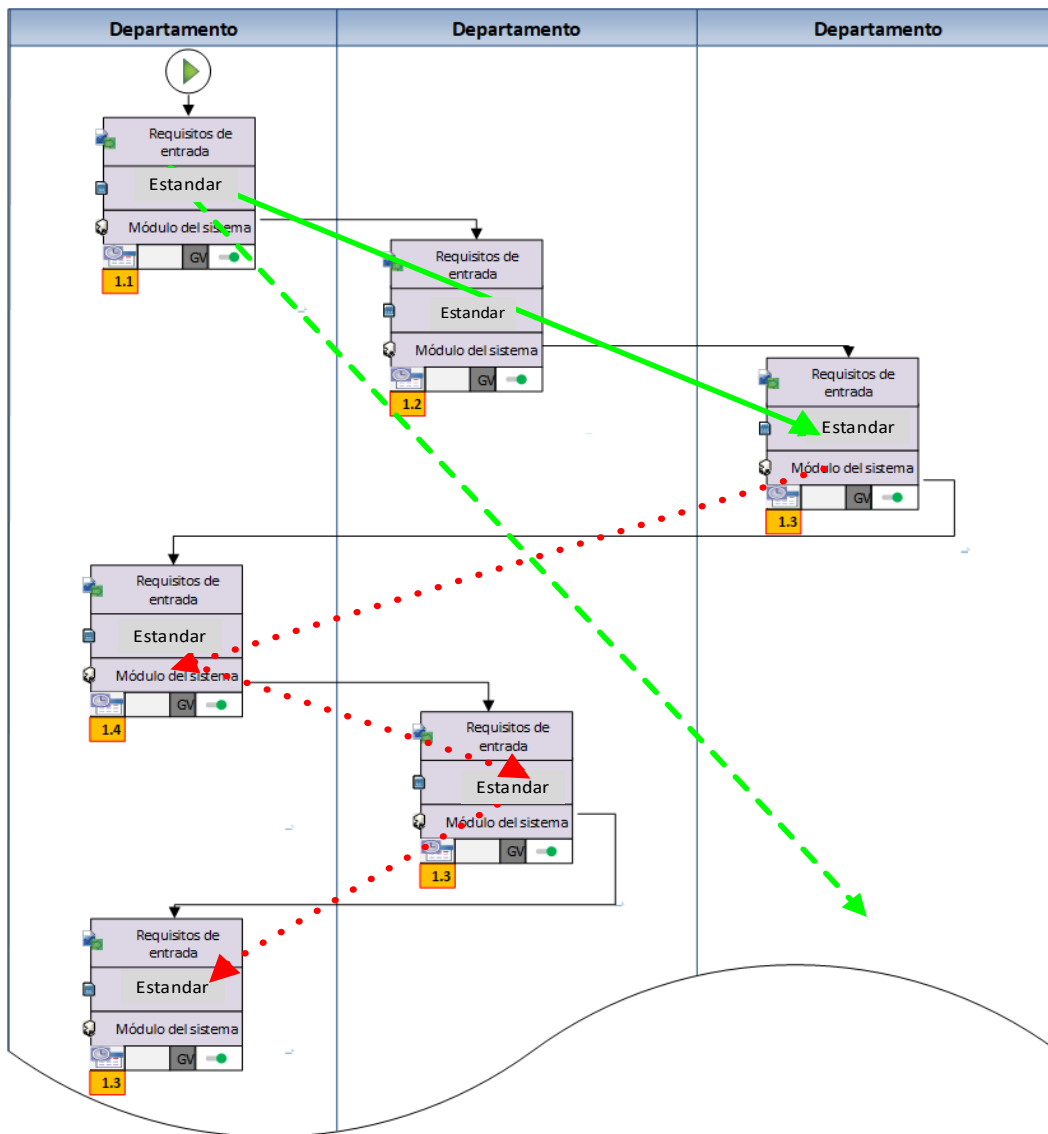 Departamento
Departamento
Departamento
Requisitos de
entrada
Estandar
Módulo del sistema
GV
1.1
Requisitos de
entrada
Estandar
Módulo del sistema
GV
1.2
Requisitos de
entrada
Estandar
Módulo del sistema
GV
1.3
Requisitos de
entrada
Estandar
Módulo del sistema
GV
1.4
Requisitos de
entrada
Estandar
Módulo del sistema
GV
1.3
Requisitos de
entrada
Estandar
Módulo del sistema
GV
1.3